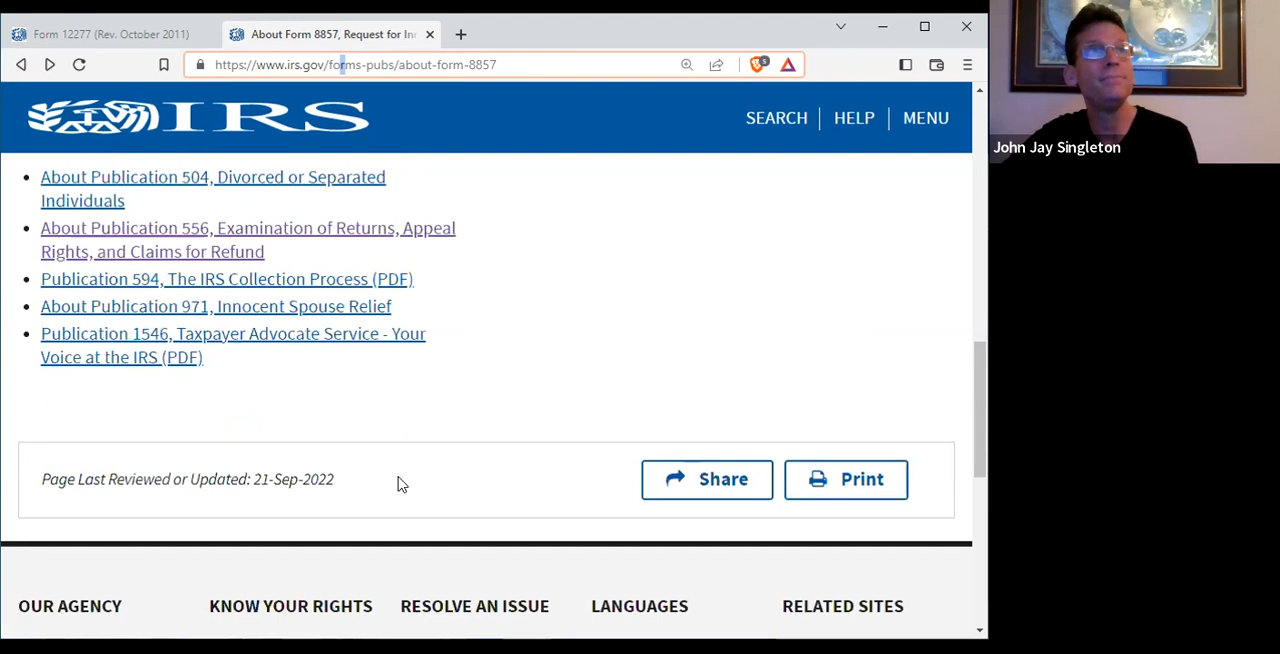 Form 12277 (Rev. October 2011)
About Form 8857, Request for Inn
https://www.irs.gov/forms-pubs/about-form-8857
5
IRS
SEARCH
HELP
MENU
John Jay Singleton
About Publication 504, Divorced or Separated
Individuals
About Publication 556, Examination of Returns, Appeal
Rights, and Claims for Refund
Publication 594, The IRS Collection Process (PDF)
About Publication 971, Innocent Spouse Relief
Publication 1546, Taxpayer Advocate Service - Your
Voice at the IRS (PDF)
Page Last Reviewed or Updated: 21-Sep-2022
Share
Print
OUR AGENCY
KNOW YOUR RIGHTS
RESOLVE AN ISSUE
LANGUAGES
RELATED SITES